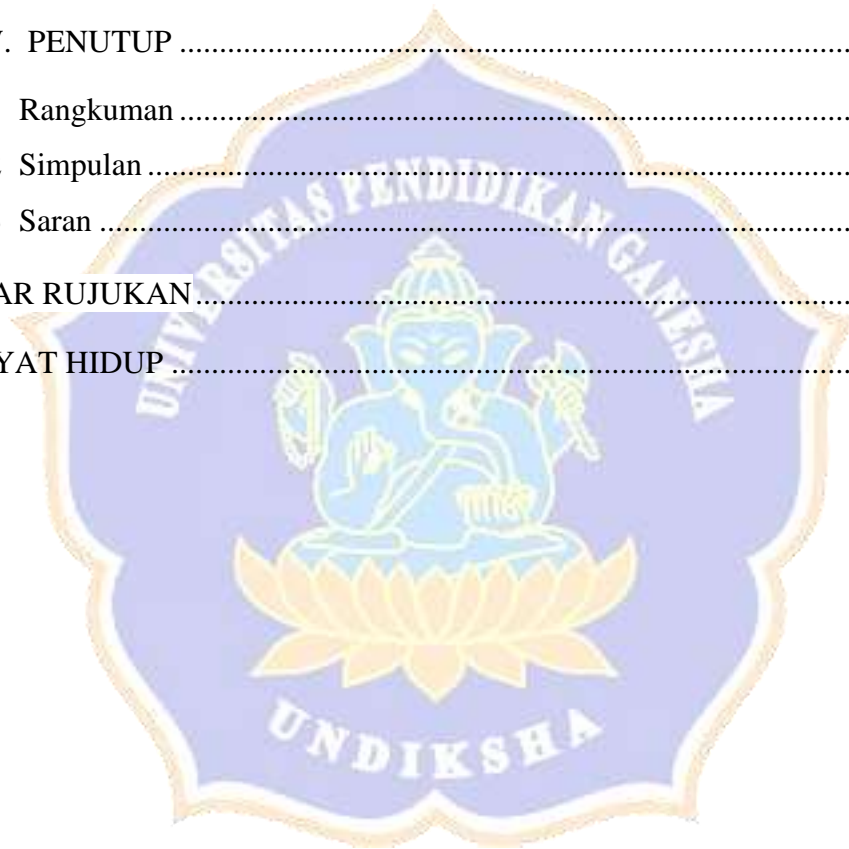 . PENUTUP ...............................................................................
Rangkuman ...............................................................................
Simpulan ...............................................................................
Saran ...............................................................................
AR RUJUKAN ...............................................................................
YAT HIDUP ...............................................................................
UNIVERSITAS PENDIDIKAN GANESHA
UNDIKSHA